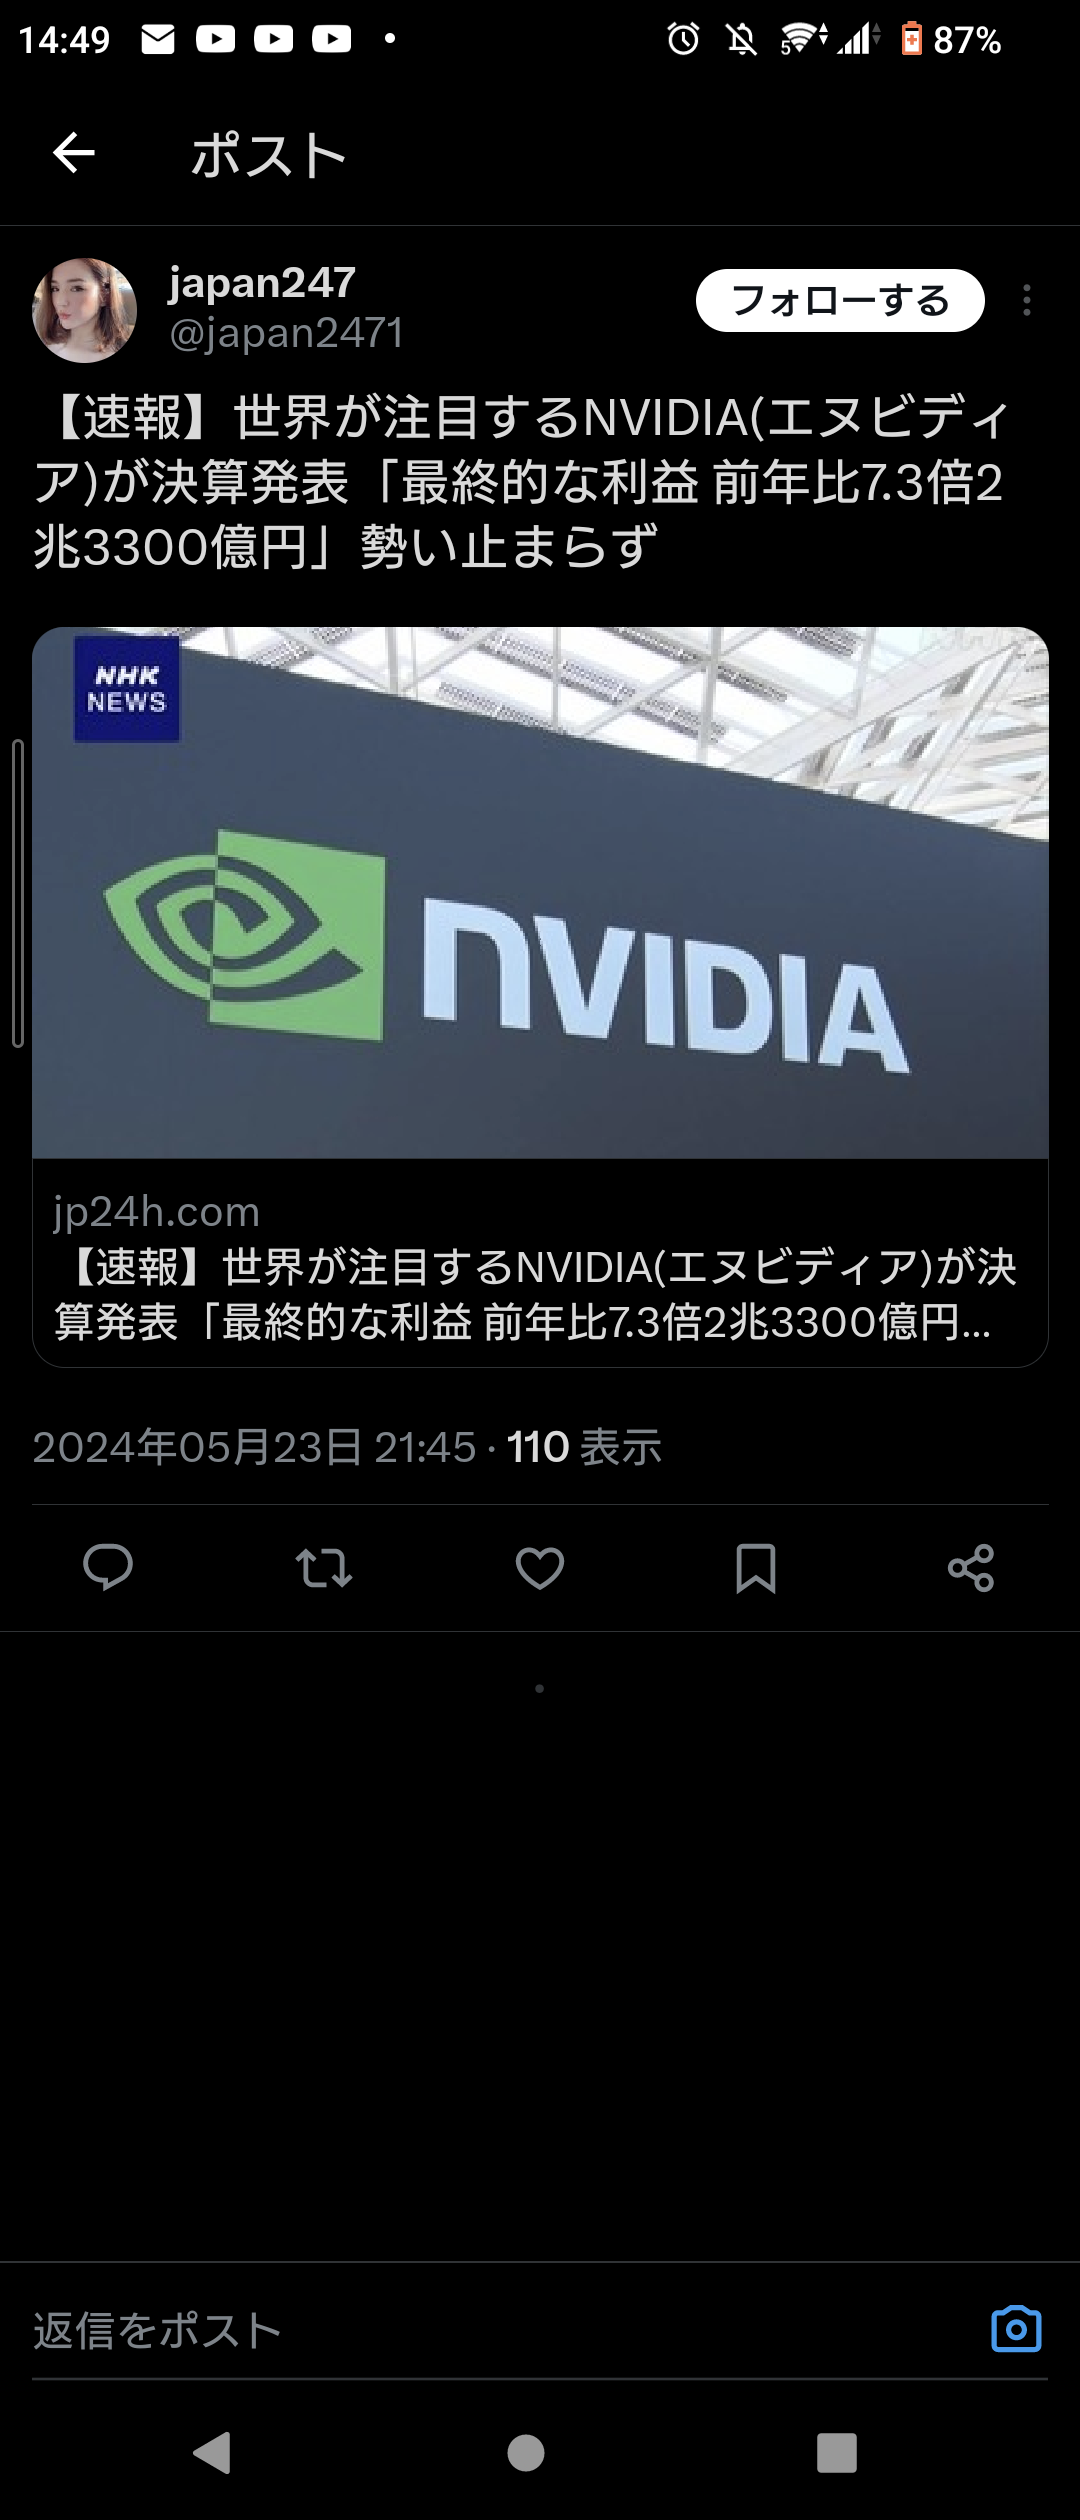 14:49
5
87%
ポスト
japan247
@japan2471
フォローする
【速報】世界が注目するNVIDIA(エヌビディ
ア)が決算発表「最終的な利益 前年比7.3倍2
兆3300億円」勢い止まらず
NHK
NEWS
NVIDIA
jp24h.com
【速報】世界が注目するNVIDIA(エヌビディア)が決
算発表「最終的な利益 前年比7.3倍2兆3300億円...
2024年05月23日 21:45 · 110 表示
返信をポスト